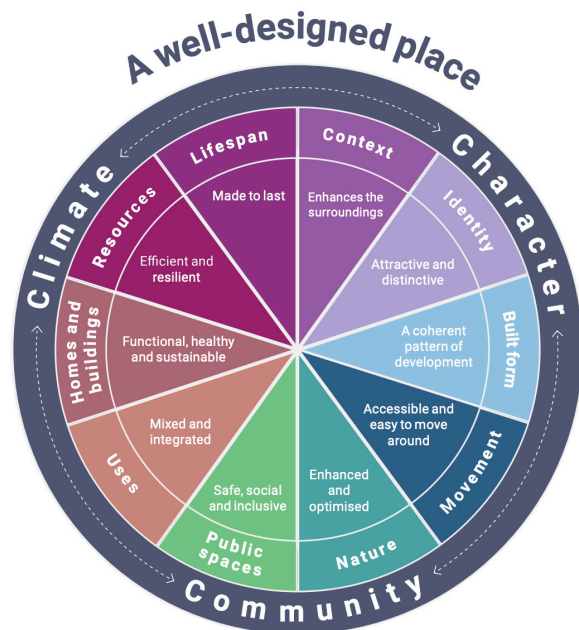 A well-designed place
Climate
Character
Community
Context
Enhances the
surroundings
Identity
Attractive and
distinctive
Built form
A coherent
pattern of
development
Movement
Accessible and
easy to move
around
Nature
Enhanced
and
optimised
Public
spaces
Safe, social
and inclusive
Uses
Mixed and
integrated
Homes and
buildings
Functional, healthy
and sustainable
Resources
Efficient and
resilient
Lifespan
Made to last